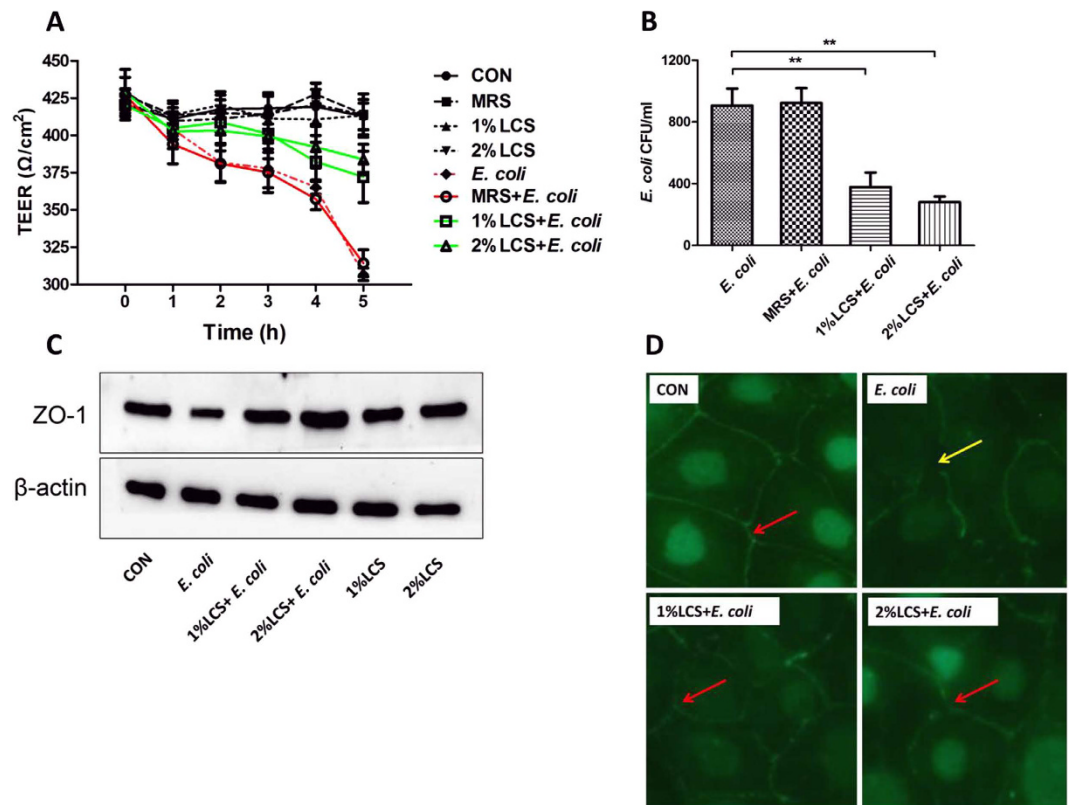 A
450
425
400
375
350
325
300
TEER (Ω/cm²)
0 1 2 3 4 5
Time (h)
CON
MRS
1% LCS
2% LCS
E. coli
MRS+E. coli
1% LCS+E. coli
2% LCS+E. coli
B
**
**
1200
800
400
0
E. coli CFU/ml
E. coli
MRS+E. coli
1%LCS+E. coli
2%LCS+E. coli
C
ZO-1
β-actin
CON
E. coli
1%LCS+ E. coli
2%LCS+ E. coli
1%LCS
2%LCS
D
CON
E. coli
1%LCS+E. coli
2%LCS+E. coli